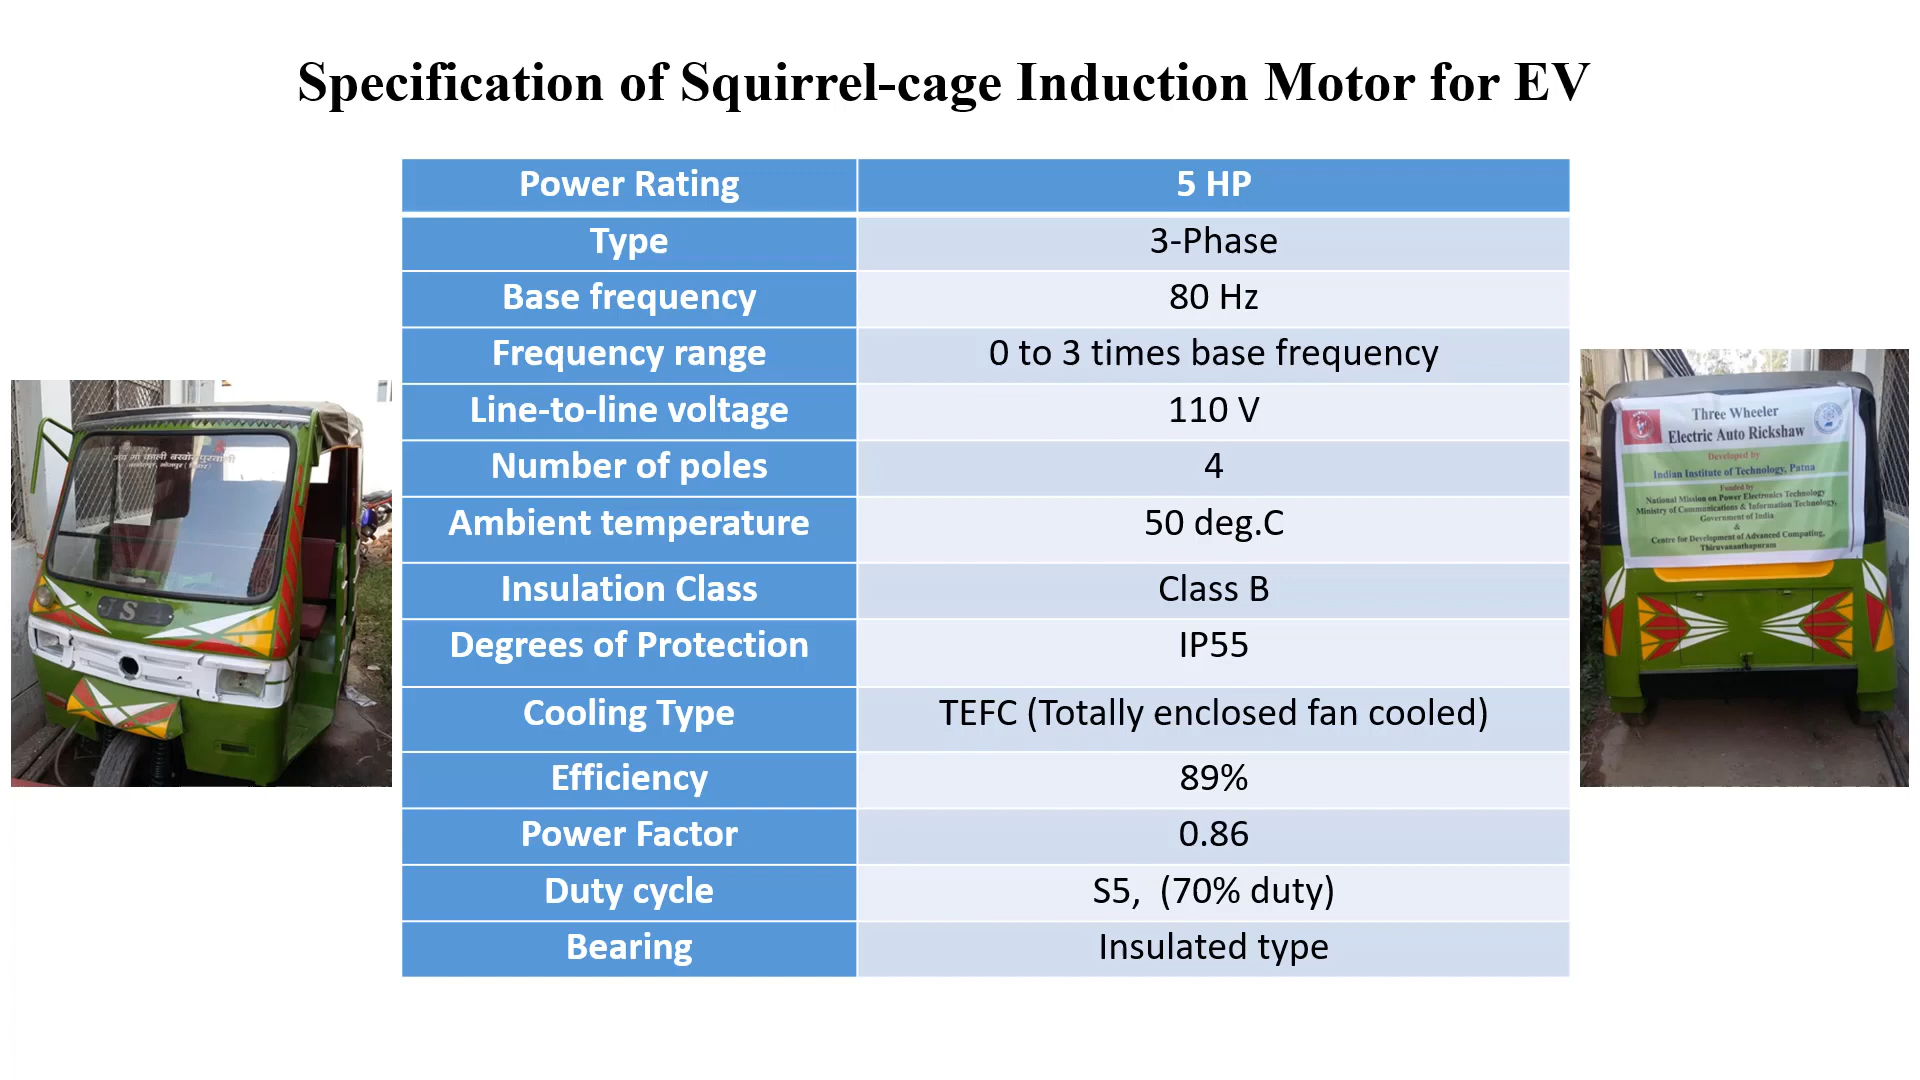 Specification of Squirrel-cage Induction Motor for EV
Power Rating 5 HP
Type 3-Phase
Base frequency 80 Hz
Frequency range 0 to 3 times base frequency
Line-to-line voltage 110 V
Number of poles 4
Ambient temperature 50 deg.C
Insulation Class Class B
Degrees of Protection IP55
Cooling Type TEFC (Totally enclosed fan cooled)
Efficiency 89%
Power Factor 0.86
Duty cycle S5, (70% duty)
Bearing Insulated type
S
Three Wheeler
Electric Auto Rickshaw
Developed by
Indian Institute of Technology, Patna
Funded by
National Mission on Power Electronics Technology
Ministry of Communications & Information Technology,
Government of India
&
Centre for Development of Advanced Computing,
Thiruvananthapuram